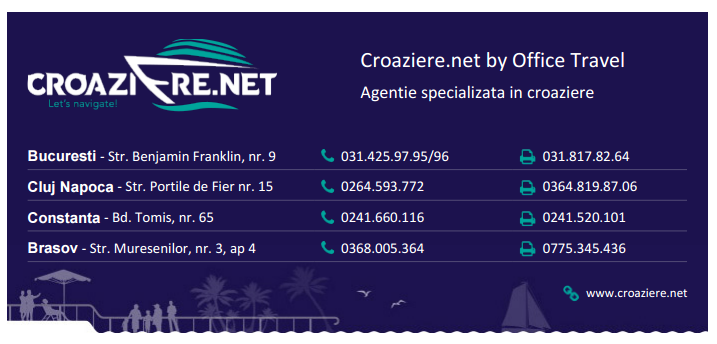 CROAZIERE.NET
Let's navigate!
Croaziere.net by Office Travel
Agentie specializata in croaziere
Bucuresti - Str. Benjamin Franklin, nr. 9 031.425.97.95/96 031.817.82.64
Cluj Napoca - Str. Portile de Fier nr. 15 0264.593.772 0364.819.87.06
Constanta - Bd. Tomis, nr. 65 0241.660.116 0241.520.101
Brasov - Str. Muresenilor, nr. 3, ap 4 0368.005.364 0775.345.436
www.croaziere.net